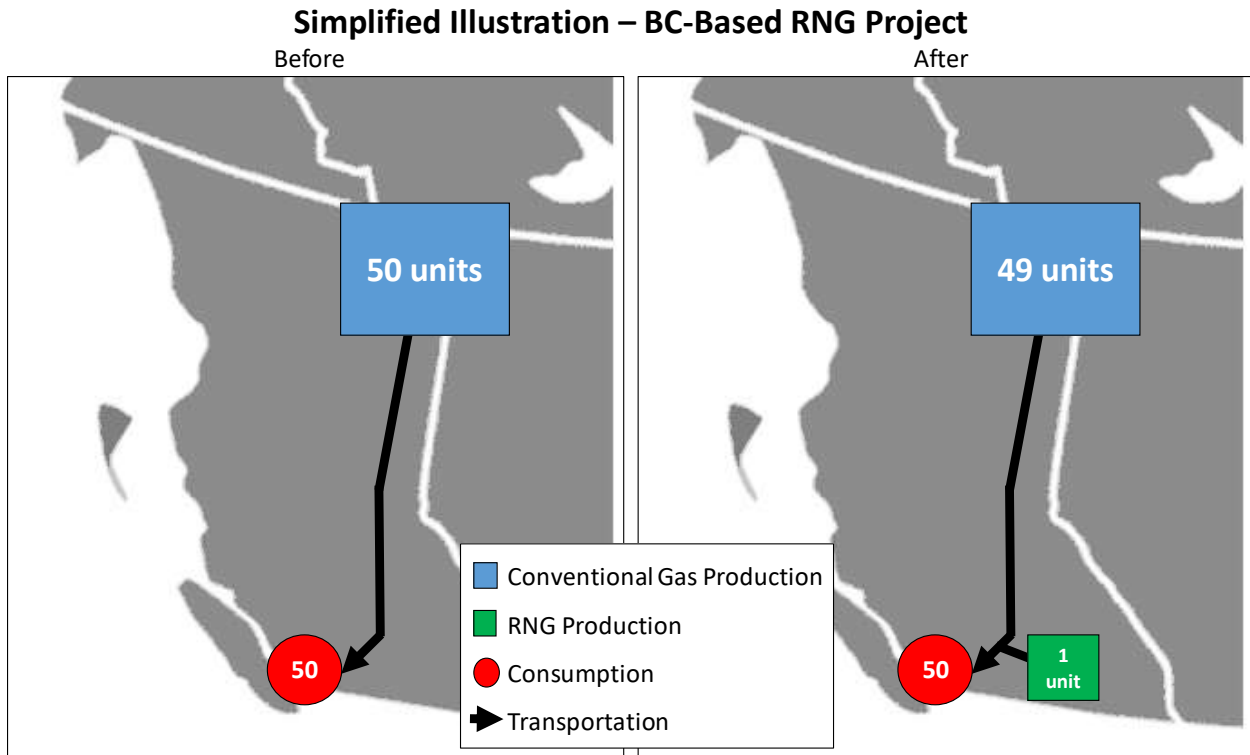 Simplified Illustration – BC-Based RNG Project
Before
After
50 units
49 units
Conventional Gas Production
RNG Production
Consumption
Transportation
50
50
1
unit